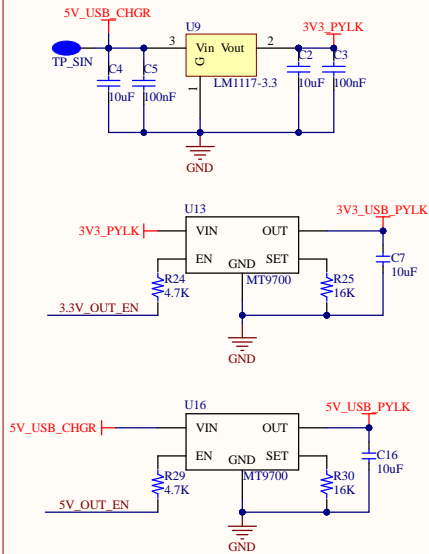 5V_USB_CHGR
U9
3V3_PYLK
3
Vin Vout
2
TP_SIN
G
C4
C5
C2
C3
1
LM1117-3.3
10uF
100nF
10uF
100nF
GND
U13
3V3_USB_PYLK
3V3_PYLK
VIN
OUT
EN
GND
SET
C7
10uF
R24
4.7K
MT9700
R25
16K
3.3V_OUT_EN
GND
U16
5V_USB_PYLK
5V_USB_CHGR
VIN
OUT
EN
GND
SET
C16
10uF
R29
4.7K
MT9700
R30
16K
5V_OUT_EN
GND